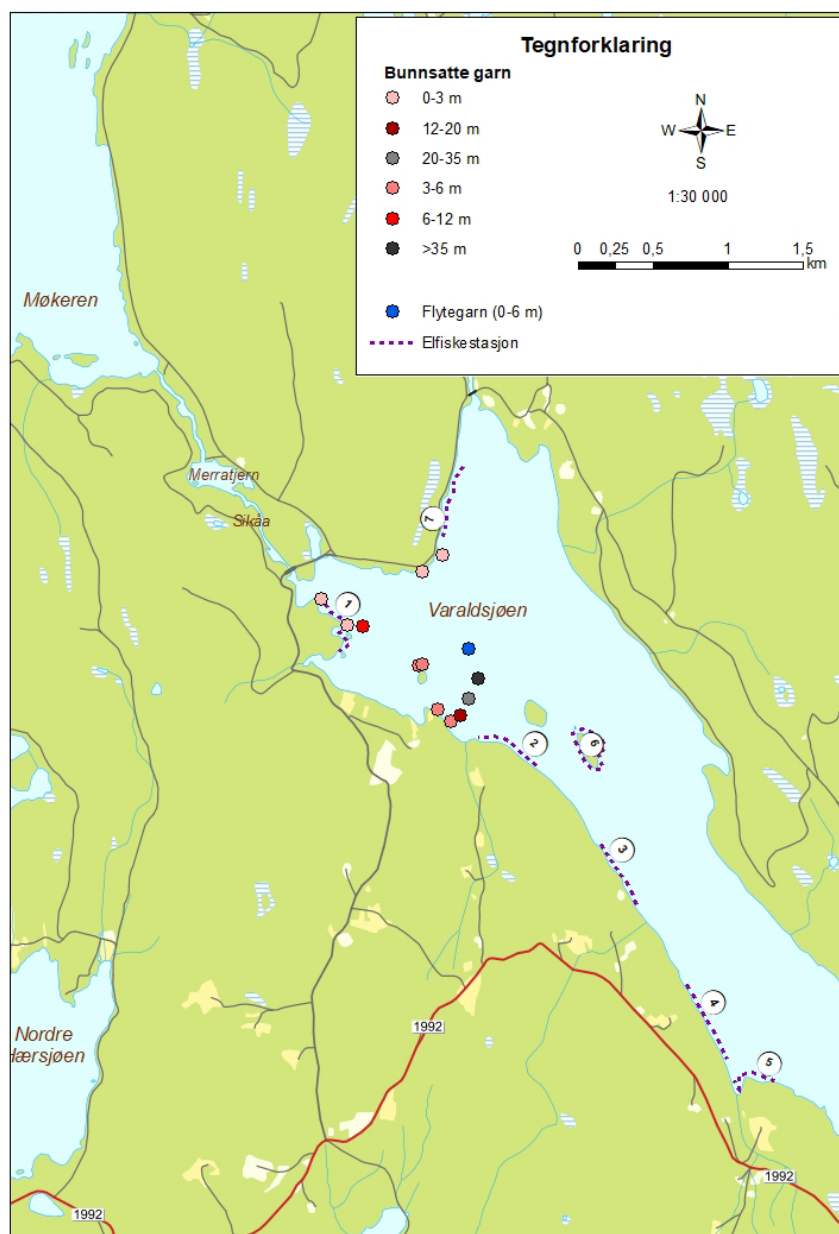 Tegnforklaring
Bunnsatte garn
0-3 m
12-20 m
20-35 m
3-6 m
6-12 m
>35 m
Flytegarn (0-6 m)
Elfiskestasjon
N
W E
S
1:30 000
0 0,25 0,5 1 1,5
km
Møkeren
Merratjern
Sikåa
7
1
Varaldsjøen
2
6
3
4
5
Nordre
Hærsjøen
1992
1992
1992